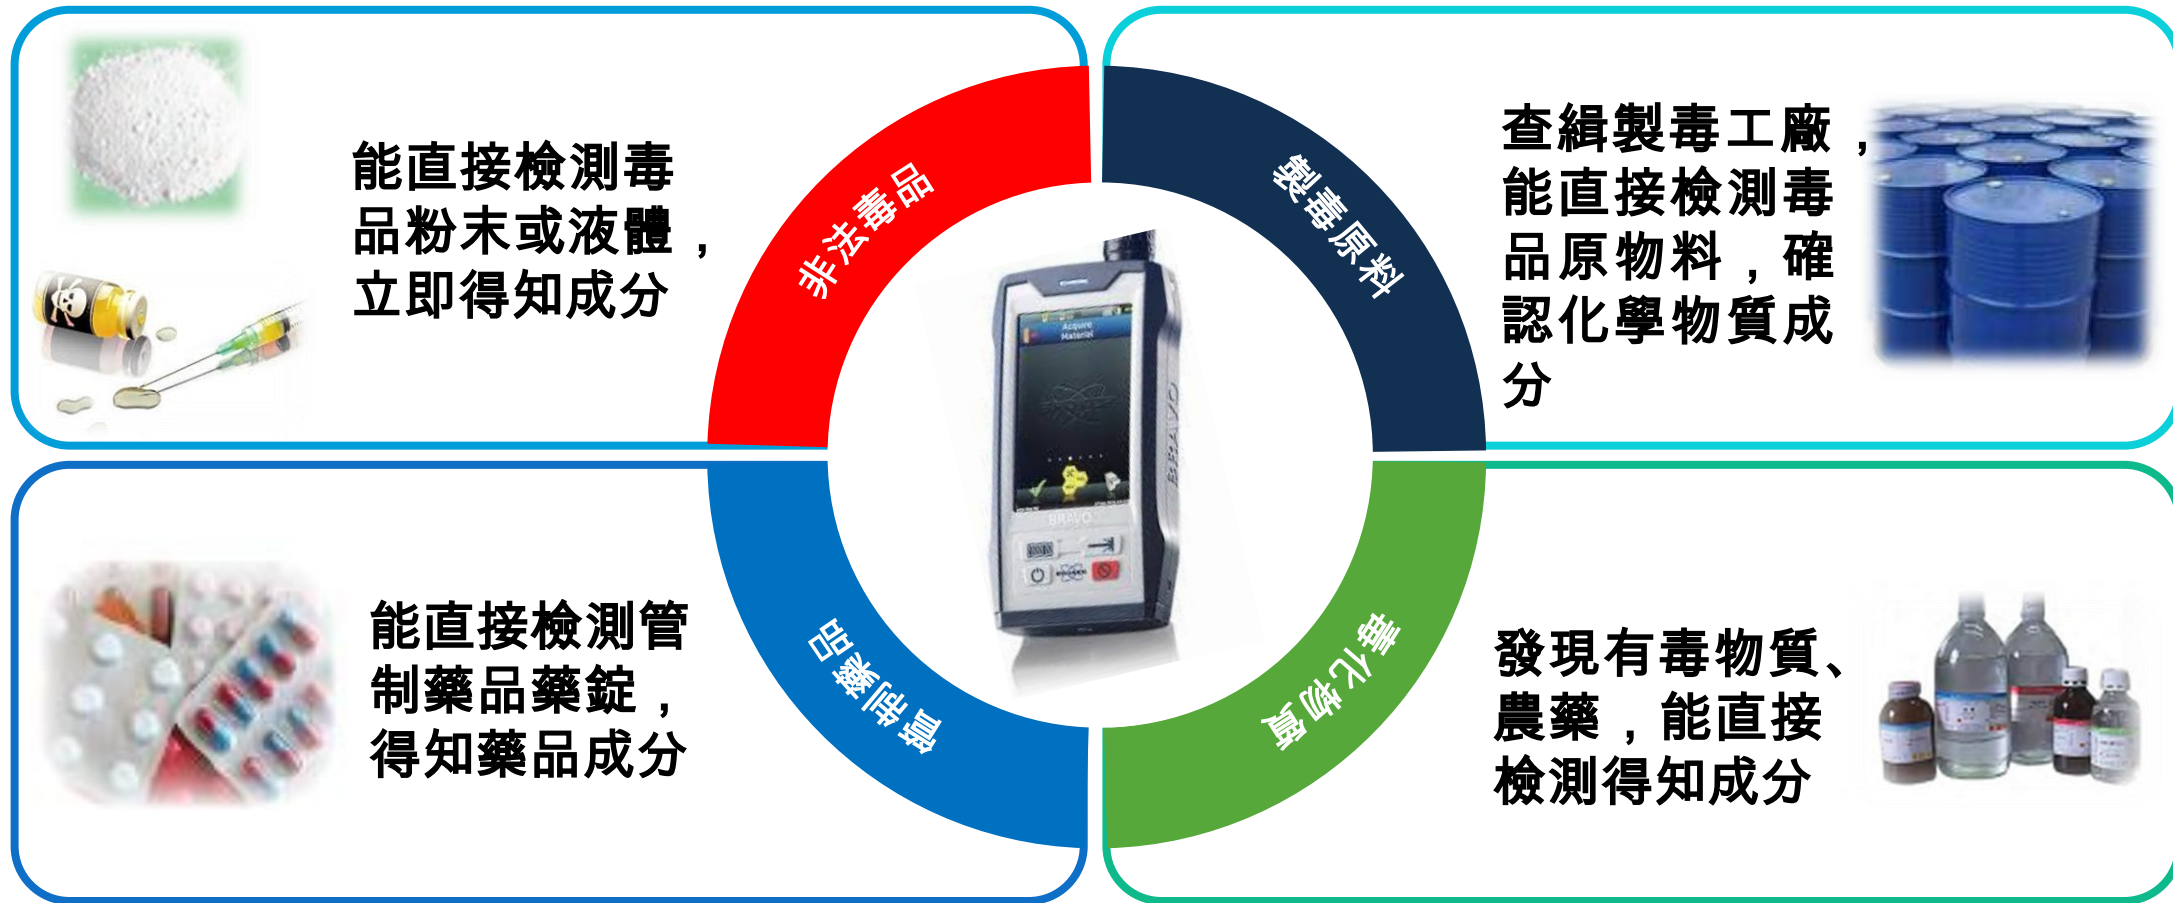 能直接檢測毒
品粉末或液體，
立即得知成分
非法毒品
製毒原料
查緝製毒工廠，
能直接檢測毒
品原物料，確
認化學物質成
分
Acquire
Material
BRAVO
BRAVO
能直接檢測管
制藥品藥錠，
得知藥品成分
管制藥品
毒化物質
發現有毒物質、
農藥，能直接
檢測得知成分